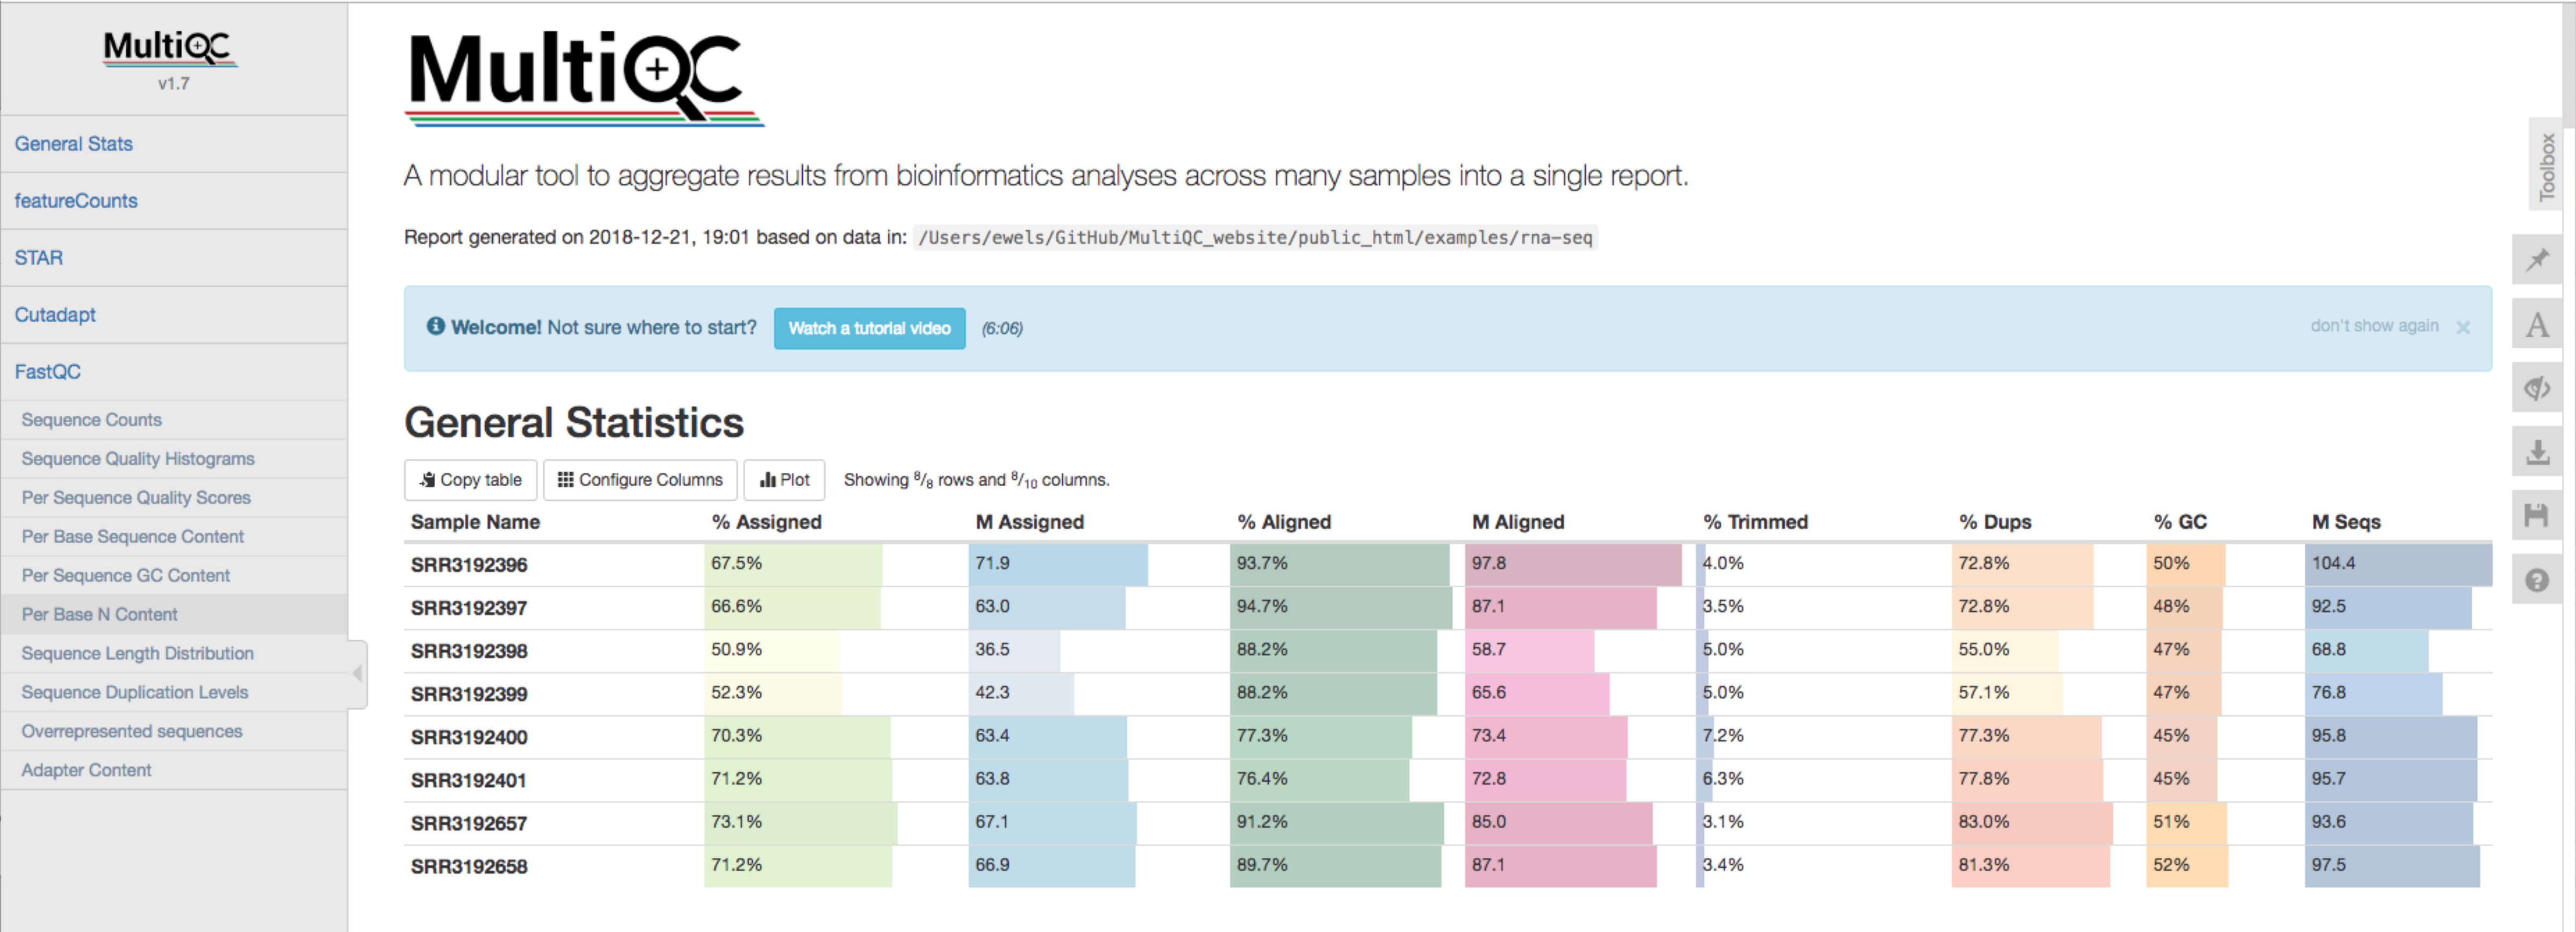 MultiQC
v1.7
General Stats
featureCounts
STAR
Cutadapt
FastQC
Sequence Counts
Sequence Quality Histograms
Per Sequence Quality Scores
Per Base Sequence Content
Per Sequence GC Content
Per Base N Content
Sequence Length Distribution
Sequence Duplication Levels
Overrepresented sequences
Adapter Content
MultiQC
A modular tool to aggregate results from bioinformatics analyses across many samples into a single report.
Report generated on 2018-12-21, 19:01 based on data in: /Users/ewels/GitHub/MultiQC_website/public_html/examples/rna-seq
Welcome! Not sure where to start? Watch a tutorial video (6:06) don't show again ×
General Statistics
Copy table Configure Columns Plot Showing 8/8 rows and 8/10 columns.
Sample Name % Assigned M Assigned % Aligned M Aligned % Trimmed % Dups % GC M Seqs
SRR3192396 67.5% 71.9 93.7% 97.8 4.0% 72.8% 50% 104.4
SRR3192397 66.6% 63.0 94.7% 87.1 3.5% 72.8% 48% 92.5
SRR3192398 50.9% 36.5 88.2% 58.7 5.0% 55.0% 47% 68.8
SRR3192399 52.3% 42.3 88.2% 65.6 5.0% 57.1% 47% 76.8
SRR3192400 70.3% 63.4 77.3% 73.4 7.2% 77.3% 45% 95.8
SRR3192401 71.2% 63.8 76.4% 72.8 6.3% 77.8% 45% 95.7
SRR3192657 73.1% 67.1 91.2% 85.0 3.1% 83.0% 51% 93.6
SRR3192658 71.2% 66.9 89.7% 87.1 3.4% 81.3% 52% 97.5
Toolbox
A